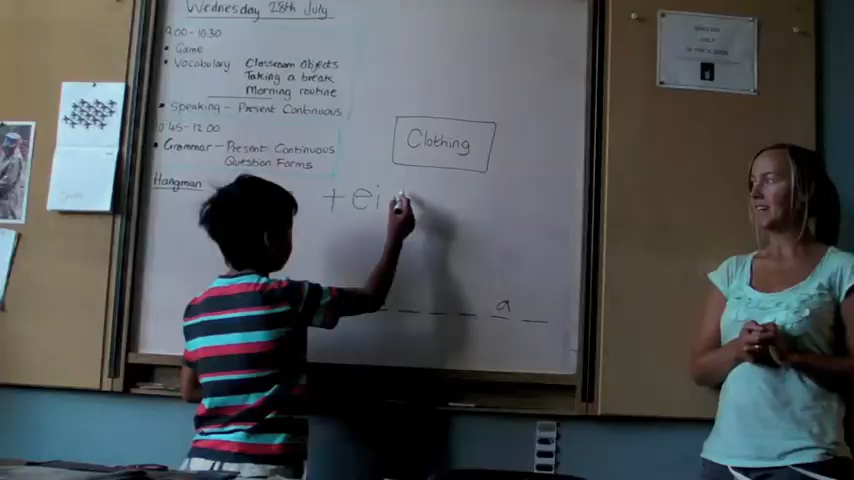 Wednesday 28th July
9.00-10.30
• Game
• Vocabulary Classroom Objects
Taking a break
Morning routine
• Speaking - Present Continuous
10.45-12.00
• Grammar - Present Continuous
Question Forms
Hangman
Clothing
+ei
a